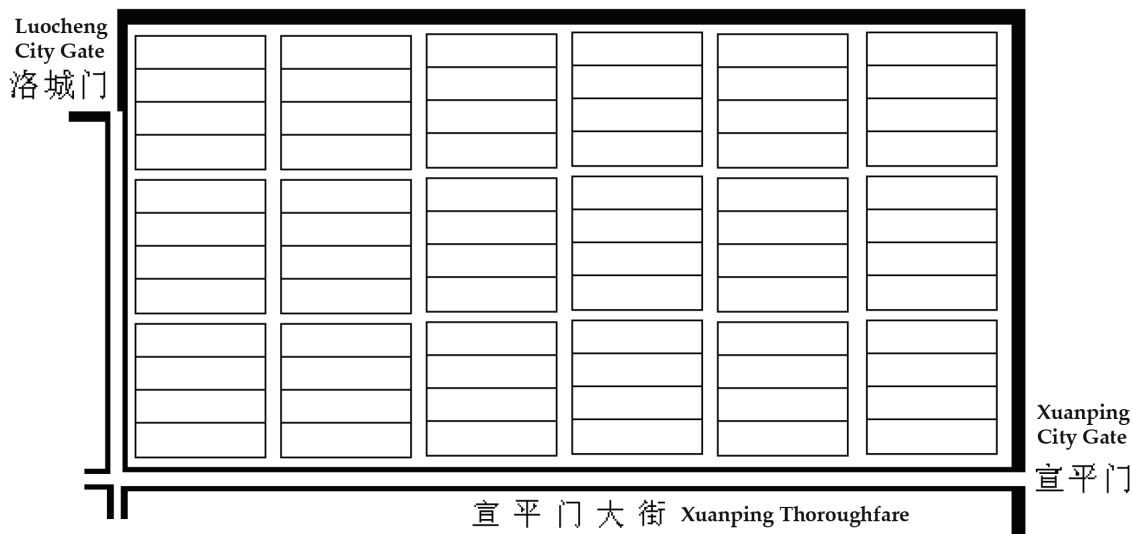 Luocheng
City Gate
洛城门
Xuanping
City Gate
宣平门
宣平门大街 Xuanping Thoroughfare